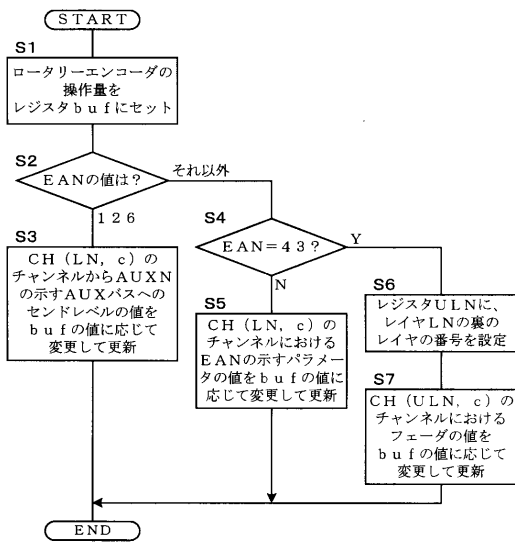 START
S1
ロータリーエンコーダの
操作量を
レジスタbufにセット
S2
EANの値は?
それ以外
126
S3
CH(LN,c)の
チャンネルからAUXN
の示すAUXバスへの
センドレベルの値を
bufの値に応じて
変更して更新
S4
EAN=43?
Y
N
S5
CH(LN,c)の
チャンネルにおける
EANの示すパラメー
タの値をbufの値に
応じて変更して更新
S6
レジスタULNに、
レイヤLNの裏の
レイヤの番号を設定
S7
CH(ULN,c)の
チャンネルにおける
フェーダの値を
bufの値に応じて
変更して更新
END